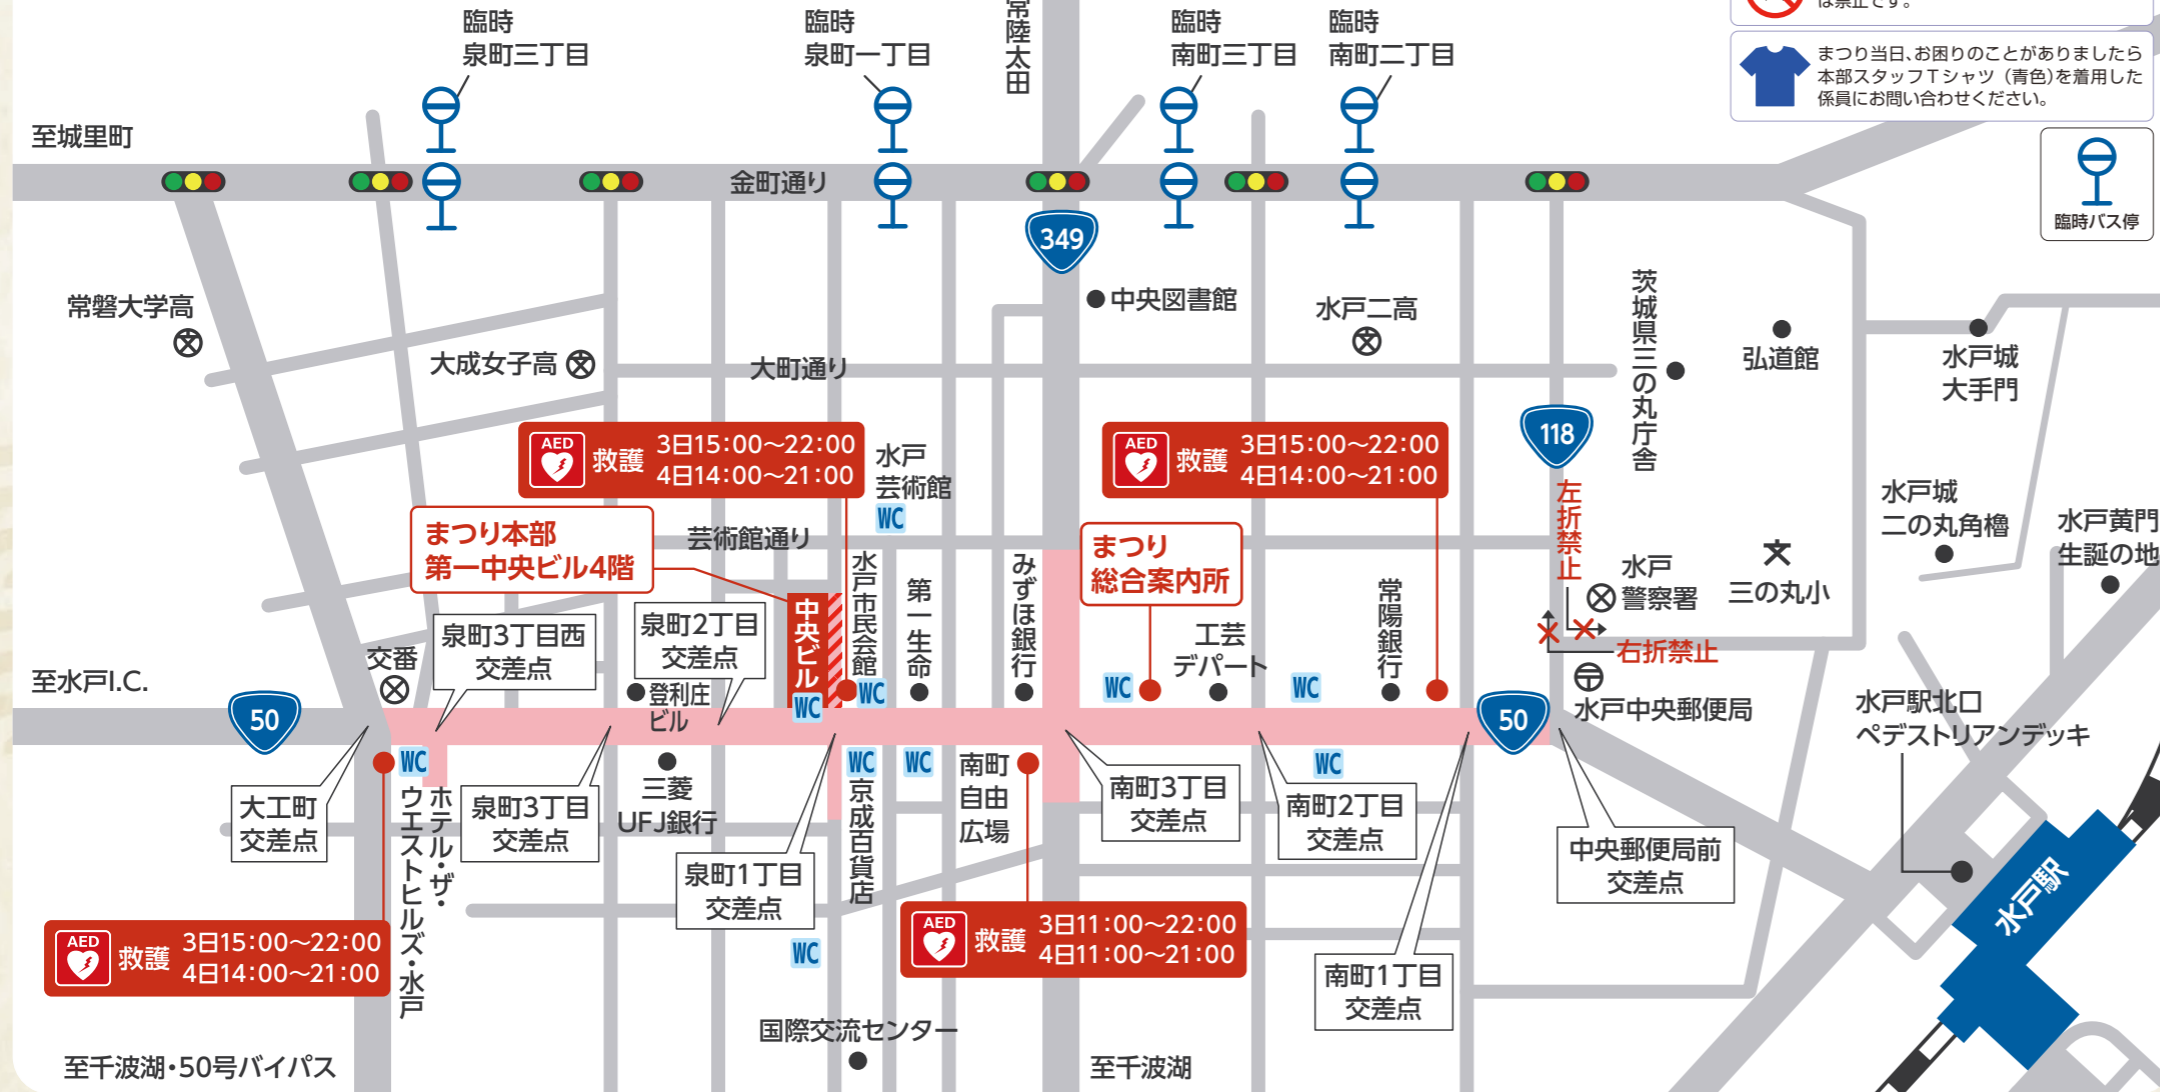 臨時
泉町三丁目
臨時
泉町一丁目
常陸太田
臨時
南町三丁目
臨時
南町二丁目
は禁止です。
まつり当日、お困りのことがありましたら
本部スタッフTシャツ（青色）を着用した
係員にお問い合わせください。
臨時バス停
至城里町
金町通り
349
常磐大学高
大成女子高
大町通り
中央図書館
水戸二高
茨城県三の丸庁舎
弘道館
水戸城
大手門
AED
救護
3日15：00〜22：00
4日14：00〜21：00
水戸
芸術館
WC
AED
救護
3日15：00〜22：00
4日14：00〜21：00
118
左折禁止
水戸城
二の丸角櫓
水戸黄門
生誕の地
まつり本部
第一中央ビル4階
芸術館通り
まつり
総合案内所
水戸
警察署
三の丸小
右折禁止
水戸中央郵便局
至水戸I.C.
50
交番
泉町3丁目西
交差点
泉町2丁目
交差点
登利庄
ビル
中央ビル
WC
水戸市民会館
WC
第一生命
みずほ銀行
WC
工芸
デパート
WC
常陽銀行
50
水戸駅北口
ペデストリアンデッキ
大工町
交差点
WC
ホテル・ザ・
ウエストヒルズ・水戸
泉町3丁目
交差点
三菱
UFJ銀行
泉町1丁目
交差点
WC
京成百貨店
WC
南町
自由
広場
南町3丁目
交差点
南町2丁目
交差点
WC
中央郵便局前
交差点
南町1丁目
交差点
水戸駅
AED
救護
3日15：00〜22：00
4日14：00〜21：00
WC
AED
救護
3日11：00〜22：00
4日11：00〜21：00
国際交流センター
至千波湖・50号バイパス
至千波湖